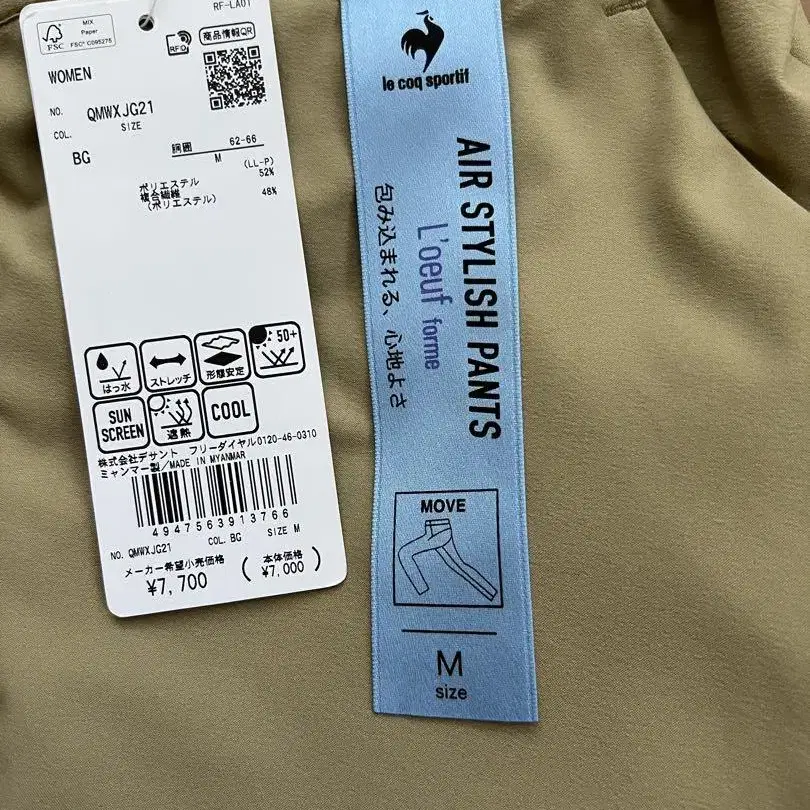 RF-LA01
MIX
Paper
FSC
FSC® C095275
RFID
商品情報QR
WOMEN
NO. QMWXJG21
COL. SIZE
BG 胴囲 62-66
M (LL-P)
ポリエステル 52%
複合繊維 48%
(ポリエステル)
はっ水
ストレッチ
形態安定
50+
SUN SCREEN
遮熱
COOL
株式会社デサント フリーダイヤル0120-46-0310
ミャンマー製/MADE IN MYANMAR
4947563913766
NO. QMWXJG21 COL. BG SIZE M
メーカー希望小売価格 (本体価格
¥7,700 ¥7,000)
le coq sportif
AIR STYLISH PANTS
L'oeuf forme
包み込まれる、心地よさ
MOVE
M
size